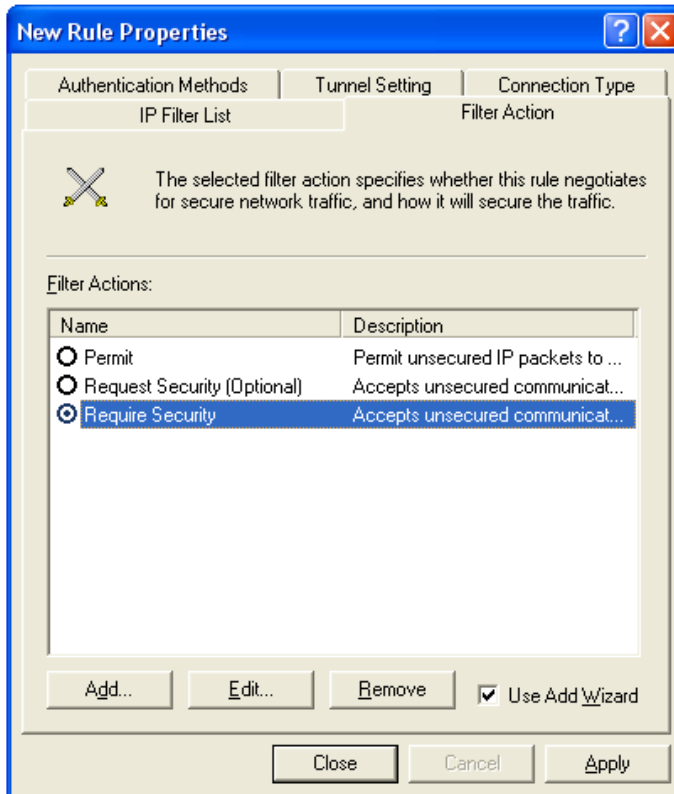 New Rule Properties
Authentication Methods
Tunnel Setting
Connection Type
IP Filter List
Filter Action
The selected filter action specifies whether this rule negotiates
for secure network traffic, and how it will secure the traffic.
Filter Actions:
Name Description
Permit Permit unsecured IP packets to ...
Request Security (Optional) Accepts unsecured communicat...
Require Security Accepts unsecured communicat...
Add... Edit... Remove Use Add Wizard
Close Cancel Apply